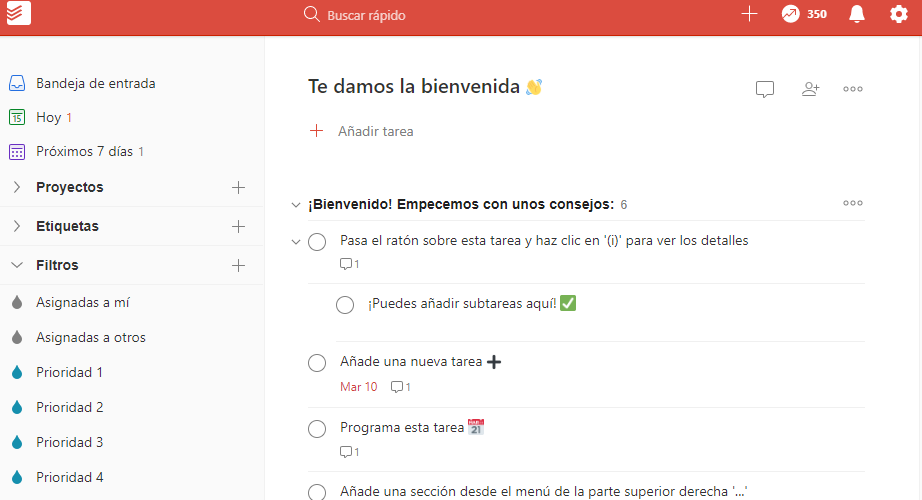 Buscar rápido
350
Bandeja de entrada
Hoy 1
Próximos 7 días 1
Proyectos
Etiquetas
Filtros
Asignadas a mí
Asignadas a otros
Prioridad 1
Prioridad 2
Prioridad 3
Prioridad 4
Te damos la bienvenida 👋
Añadir tarea
¡Bienvenido! Empecemos con unos consejos: 6
Pasa el ratón sobre esta tarea y haz clic en '(i)' para ver los detalles
1
¡Puedes añadir subtareas aquí! ✅
Añade una nueva tarea ➕
Mar 10 1
Programa esta tarea 📅
1
Añade una sección desde el menú de la parte superior derecha '...'